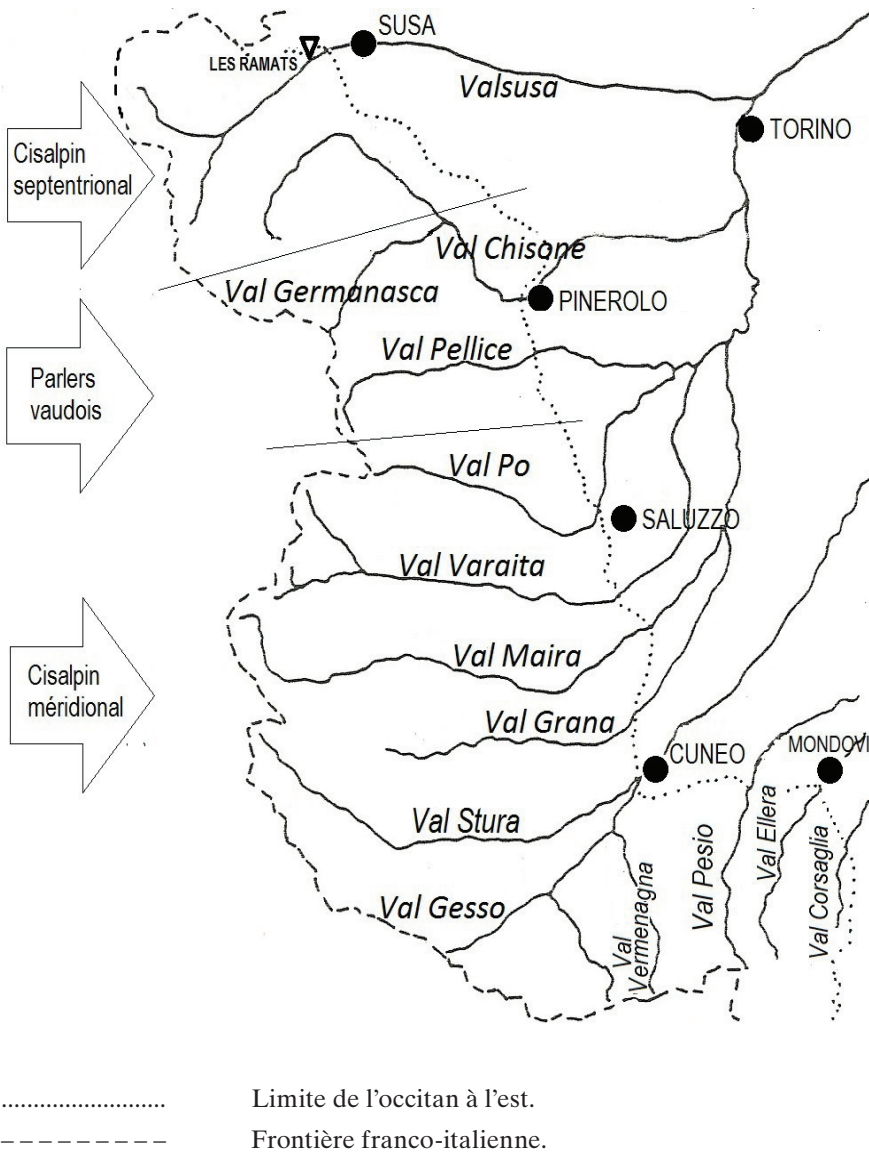 SUSA
LES RAMATS
Valsusa
TORINO
Cisalpin
septentrional
Val Chisone
Val Germanasca
PINEROLO
Val Pellice
Parlers
vaudois
Val Po
SALUZZO
Val Varaita
Val Maira
Cisalpin
méridional
Val Grana
CUNEO
MONDOVI
Val Stura
Val Ellera
Val Pesio
Val Corsaglia
Val Gesso
Val
Vermenagna
Limite de l’occitan à l’est.
Frontière franco-italienne.